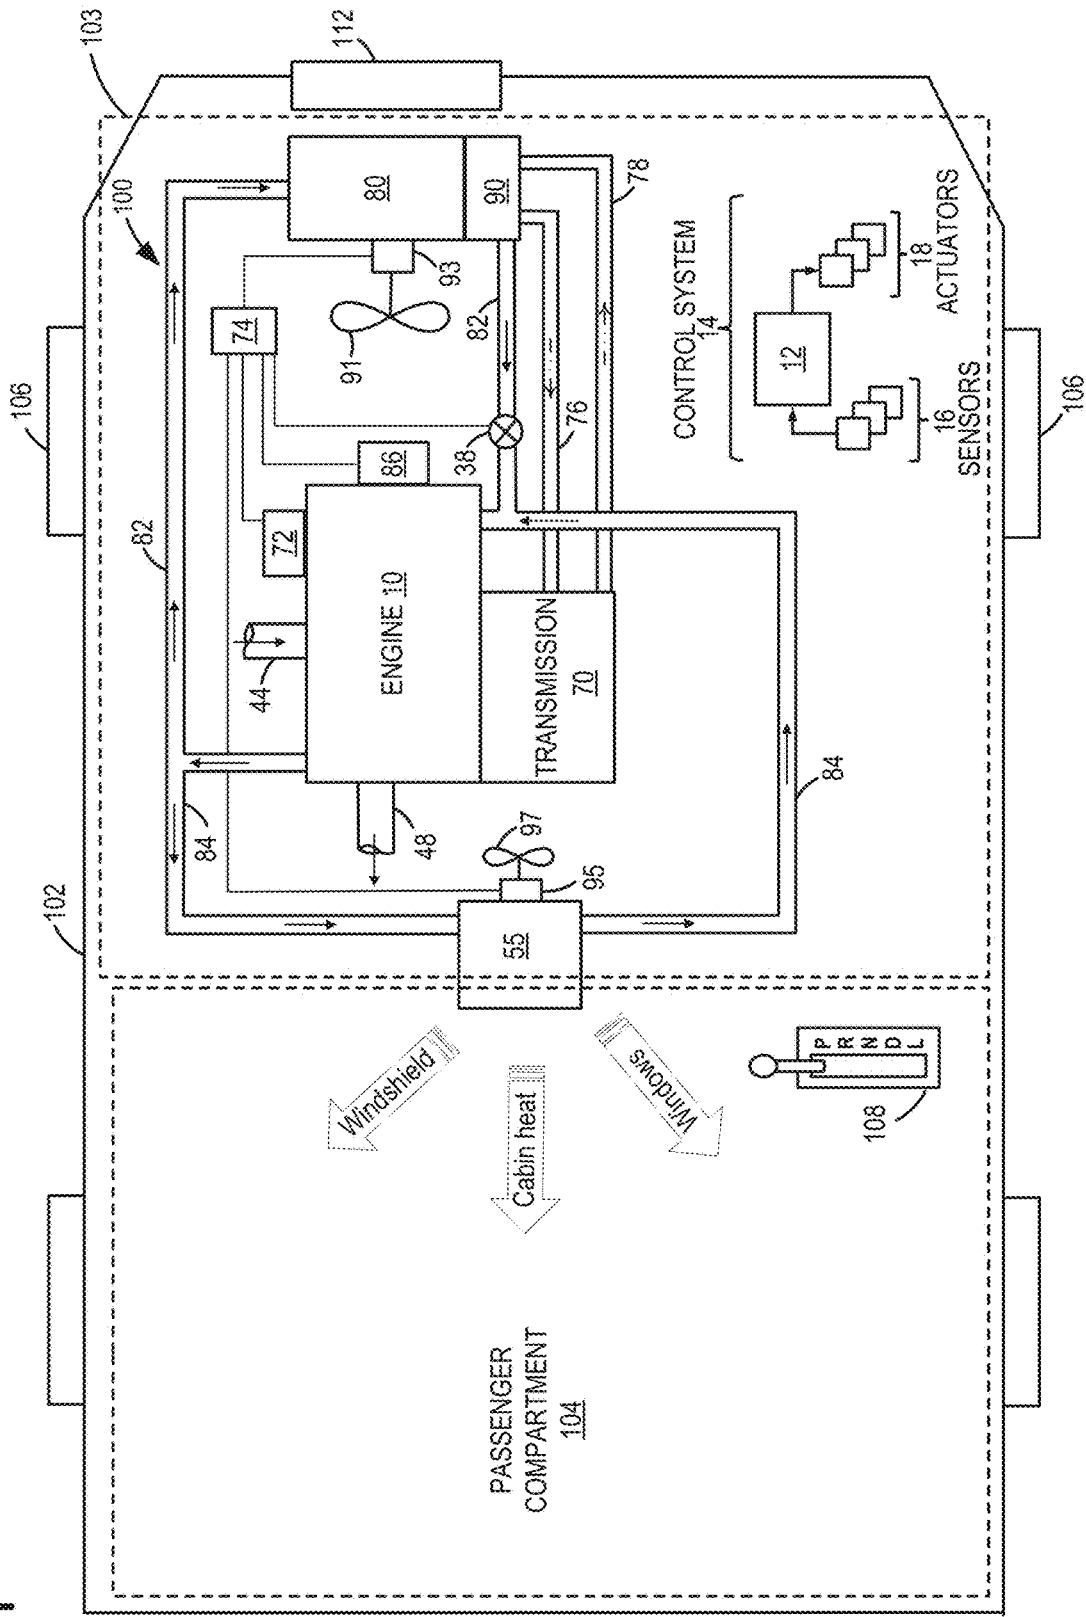 103
112
100
102
106
82
80
90
93
91
74
82
78
76
38
86
72
44
ENGINE 10
TRANSMISSION
70
84
48
97
95
55
84
CONTROL SYSTEM
14
12
16
SENSORS
18
ACTUATORS
106
Windshield
Cabin heat
Windows
P
R
N
D
L
108
PASSENGER
COMPARTMENT
104